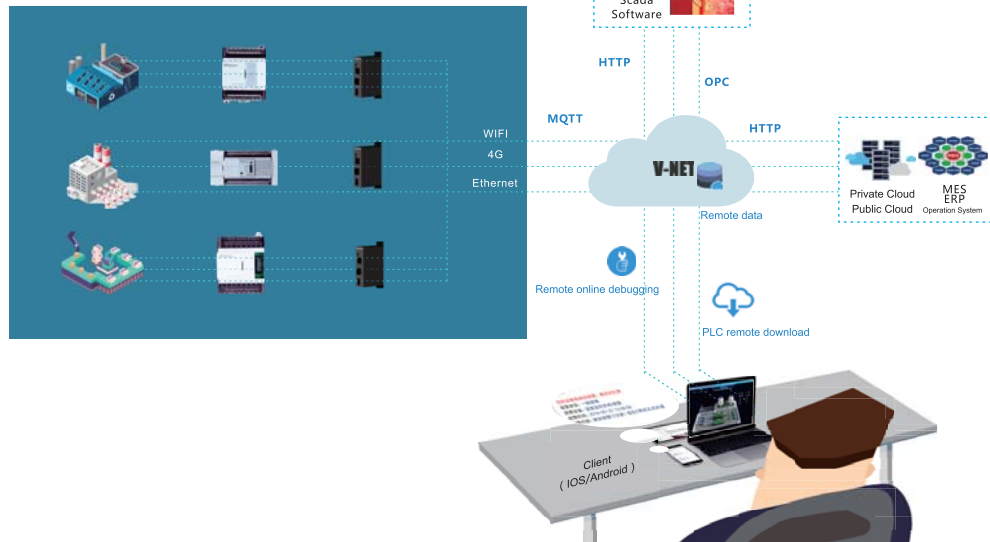 Scada
Software
HTTP
OPC
MQTT
HTTP
WIFI
4G
Ethernet
V-NET
Private Cloud
Public Cloud
MES
ERP
Operation System
Remote data
Remote online debugging
PLC remote download
Client
( IOS/Android )